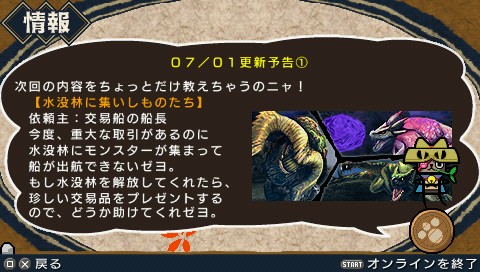 情報
07/01更新予告①
次回の内容をちょっとだけ教えちゃうのニャ！
【水没林に集いしものたち】
依頼主：交易船の船長
今度、重大な取引があるのに
水没林にモンスターが集まって
船が出航できないゼヨ。
もし水没林を解放してくれたら、
珍しい交易品をプレゼントする
ので、どうか助けてくれゼヨ。
戻る
START オンラインを終了